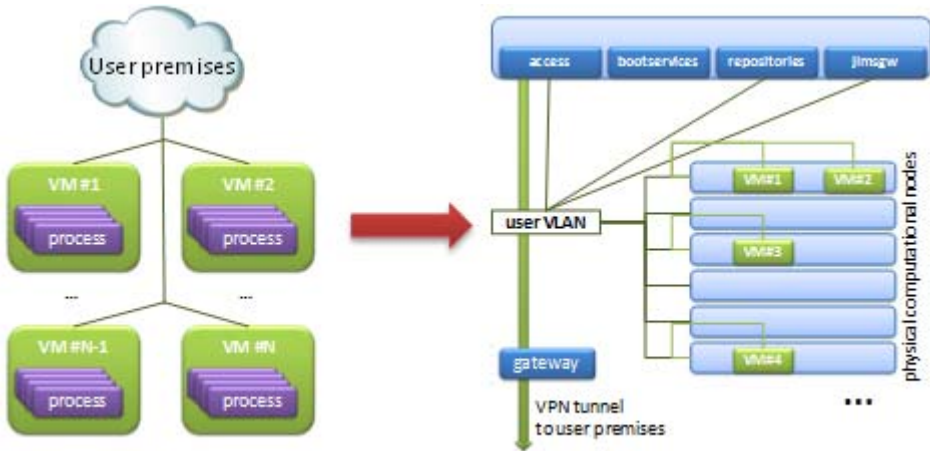 User premises
VM #1
process
VM #2
process
...
...
VM #N-1
process
VM #N
process
access
bootservices
repositories
jimsgw
user VLAN
VM#1
VM#2
VM#3
VM#4
physical computational nodes
gateway
VPN tunnel
to user premises
...